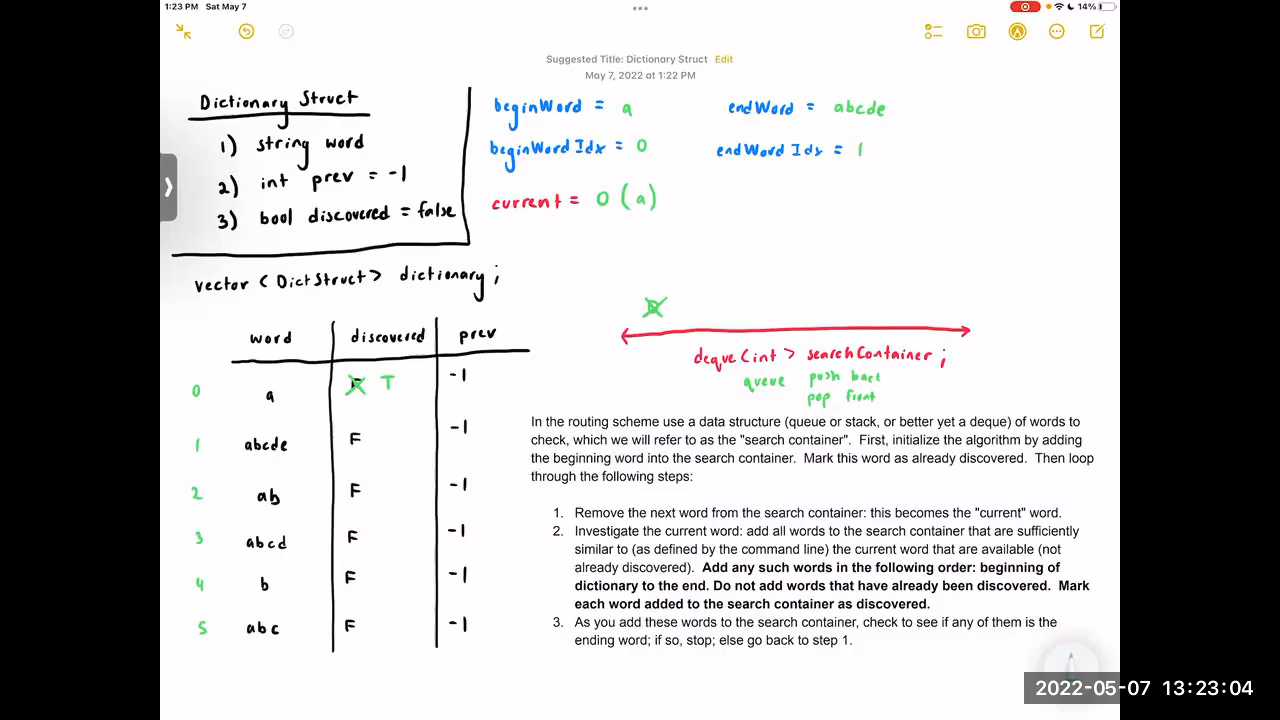 1:23 PM Sat May 7
14%
Suggested Title: Dictionary Struct Edit
May 7, 2022 at 1:22 PM
Dictionary Struct
1) string word
2) int prev = -1
3) bool discovered = false
beginWord = a
endWord = abcde
beginWordIdx = 0
endWordIdx = 1
current = 0 (a)
vector <DictStruct> dictionary;
word discovered prev
0 a F T -1
1 abcde F -1
2 ab F -1
3 abcd F -1
4 b F -1
5 abc F -1
0
deque<int> searchContainer;
queue push back
pop front
In the routing scheme use a data structure (queue or stack, or better yet a deque) of words to
check, which we will refer to as the "search container". First, initialize the algorithm by adding
the beginning word into the search container. Mark this word as already discovered. Then loop
through the following steps:
1. Remove the next word from the search container: this becomes the "current" word.
2. Investigate the current word: add all words to the search container that are sufficiently
similar to (as defined by the command line) the current word that are available (not
already discovered). Add any such words in the following order: beginning of
dictionary to the end. Do not add words that have already been discovered. Mark
each word added to the search container as discovered.
3. As you add these words to the search container, check to see if any of them is the
ending word; if so, stop; else go back to step 1.
2022-05-07 13:23:04